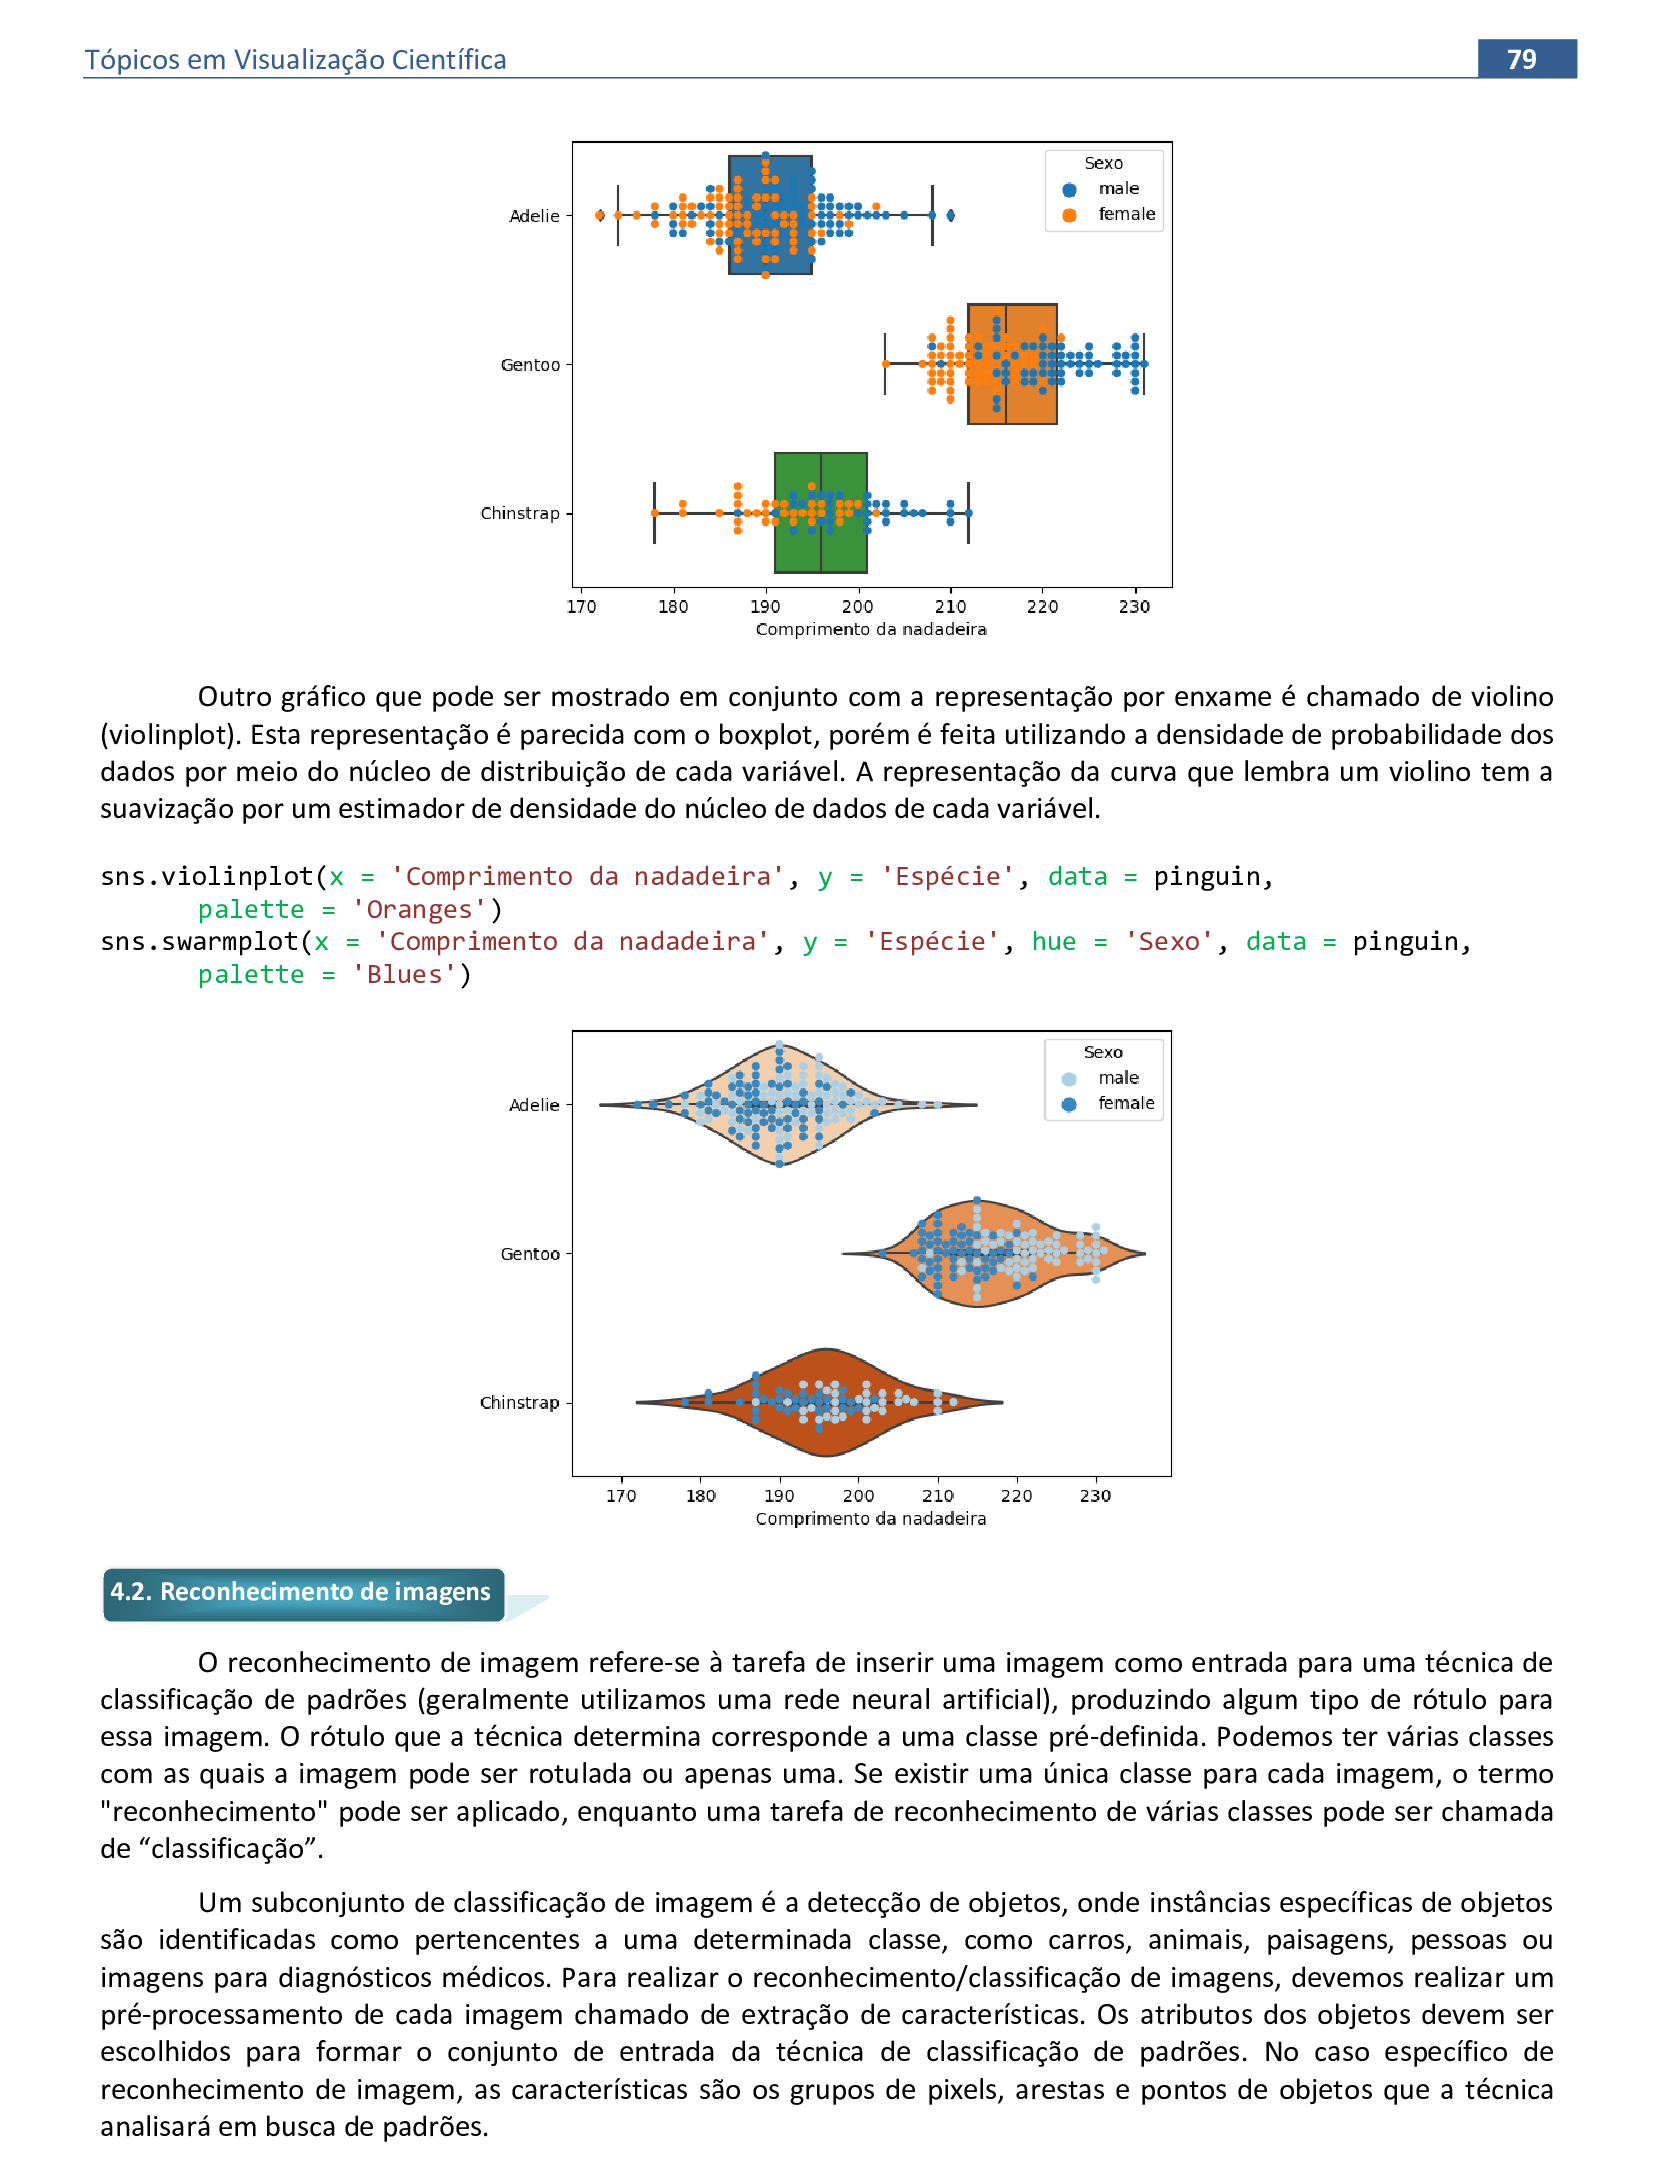 Tópicos em Visualização Científica
79
Sexo
male
female
Adelie
Gentoo
Chinstrap
170 180 190 200 210 220 230
Comprimento da nadadeira
Outro gráfico que pode ser mostrado em conjunto com a representação por enxame é chamado de violino
(violinplot). Esta representação é parecida com o boxplot, porém é feita utilizando a densidade de probabilidade dos
dados por meio do núcleo de distribuição de cada variável. A representação da curva que lembra um violino tem a
suavização por um estimador de densidade do núcleo de dados de cada variável.
sns.violinplot(x = 'Comprimento da nadadeira', y = 'Espécie', data = pinguin,
palette = 'Oranges')
sns.swarmplot(x = 'Comprimento da nadadeira', y = 'Espécie', hue = 'Sexo', data = pinguin,
palette = 'Blues')
Sexo
male
female
Adelie
Gentoo
Chinstrap
170 180 190 200 210 220 230
Comprimento da nadadeira
4.2. Reconhecimento de imagens
O reconhecimento de imagem refere-se à tarefa de inserir uma imagem como entrada para uma técnica de
classificação de padrões (geralmente utilizamos uma rede neural artificial), produzindo algum tipo de rótulo para
essa imagem. O rótulo que a técnica determina corresponde a uma classe pré-definida. Podemos ter várias classes
com as quais a imagem pode ser rotulada ou apenas uma. Se existir uma única classe para cada imagem, o termo
"reconhecimento" pode ser aplicado, enquanto uma tarefa de reconhecimento de várias classes pode ser chamada
de “classificação”.
Um subconjunto de classificação de imagem é a detecção de objetos, onde instâncias específicas de objetos
são identificadas como pertencentes a uma determinada classe, como carros, animais, paisagens, pessoas ou
imagens para diagnósticos médicos. Para realizar o reconhecimento/classificação de imagens, devemos realizar um
pré-processamento de cada imagem chamado de extração de características. Os atributos dos objetos devem ser
escolhidos para formar o conjunto de entrada da técnica de classificação de padrões. No caso específico de
reconhecimento de imagem, as características são os grupos de pixels, arestas e pontos de objetos que a técnica
analisará em busca de padrões.